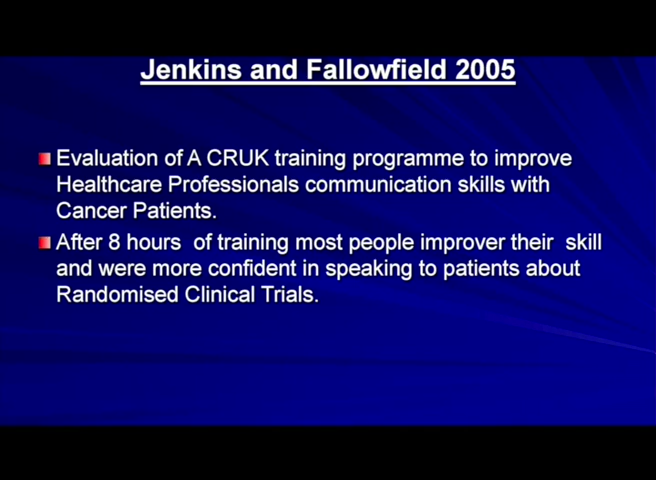 Jenkins and Fallowfield 2005
Evaluation of A CRUK training programme to improve
Healthcare Professionals communication skills with
Cancer Patients.
After 8 hours of training most people improver their skill
and were more confident in speaking to patients about
Randomised Clinical Trials.